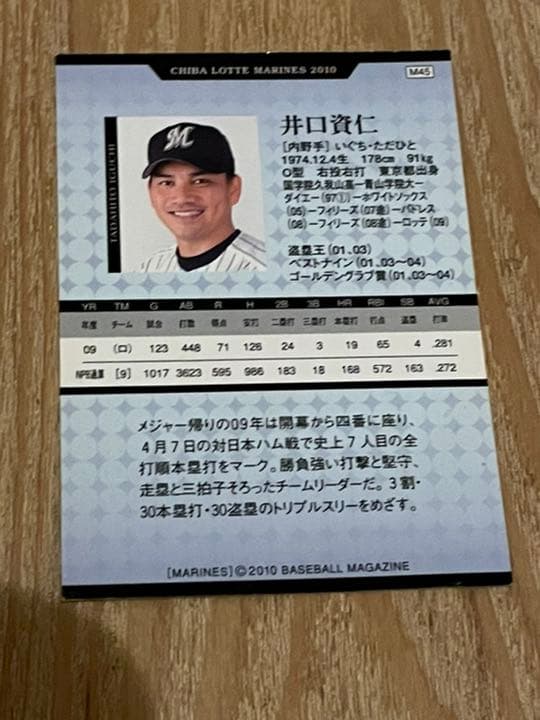 CHIBA LOTTE MARINES 2010
M45
M
TADAHITO IGUCHI
井口資仁
[内野手] いぐち・ただひと
1974.12.4生 178cm 91kg
O型 右投右打 東京都出身
国学院久我山高ー青山学院大ー
ダイエー(97①)ーホワイトソックス
(05)ーフィリーズ(07途)ーパドレス
(08)ーフィリーズ(08途)ーロッテ(09)
盗塁王(01、03)
ベストナイン(01、03〜04)
ゴールデングラブ賞(01、03〜04)
YR TM G AB R H 2B 3B HR RBI SB AVG
年度 チーム 試合 打数 得点 安打 二塁打 三塁打 本塁打 打点 盗塁 打率
09 (ロ) 123 448 71 126 24 3 19 65 4 .281
NPB通算 [9] 1017 3623 595 986 183 18 168 572 163 .272
メジャー帰りの09年は開幕から四番に座り、
4月7日の対日本ハム戦で史上7人目の全
打順本塁打をマーク。勝負強い打撃と堅守、
走塁と三拍子そろったチームリーダーだ。3割・
30本塁打・30盗塁のトリプルスリーをめざす。
[MARINES]©2010 BASEBALL MAGAZINE